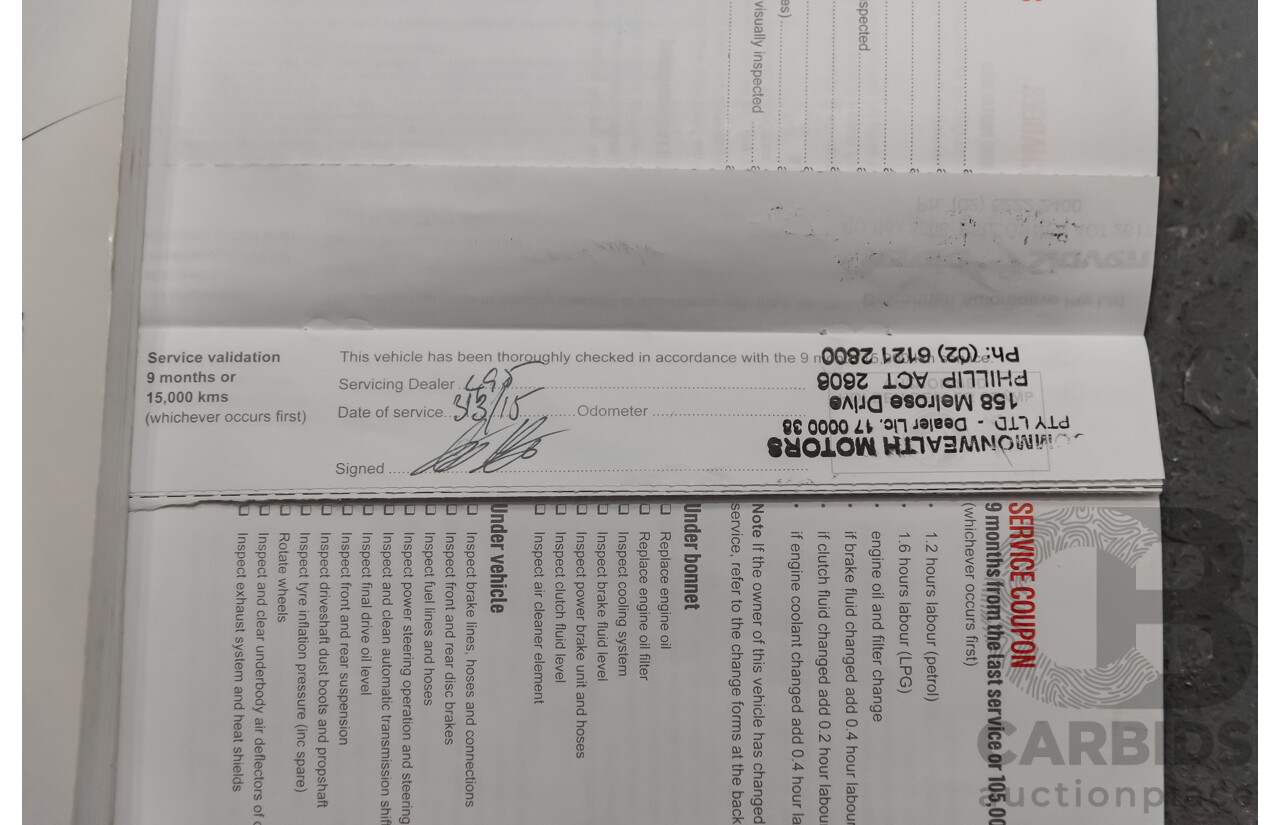 visually inspected
es)
spected
Service validation
9 months or
15,000 kms
(whichever occurs first)
This vehicle has been thoroughly checked in accordance with the 9 m
Servicing Dealer
Date of service 3/3/15 Odometer
Signed
COMMONWEALTH MOTORS
PTY LTD - Dealer Lic. 17 0000 38
158 Melrose Drive
PHILLIP ACT 2606
Ph: (02) 6121 2600
SERVICE COUPON
9 months from the last service or 105,00
(whichever occurs first)
• 1.2 hours labour (petrol)
• 1.6 hours labour (LPG)
• engine oil and filter change
• if brake fluid changed add 0.4 hour labour
• if clutch fluid changed add 0.2 hour labou
• if engine coolant changed add 0.4 hour la
Note If the owner of this vehicle has changed
service, refer to the change forms at the back
Under bonnet
❏ Replace engine oil
❏ Replace engine oil filter
❏ Inspect cooling system
❏ Inspect brake fluid level
❏ Inspect power brake unit and hoses
❏ Inspect clutch fluid level
❏ Inspect air cleaner element
Under vehicle
❏ Inspect brake lines, hoses and connections
❏ Inspect front and rear disc brakes
❏ Inspect fuel lines and hoses
❏ Inspect power steering operation and steering
❏ Inspect and clean automatic transmission shift
❏ Inspect final drive oil level
❏ Inspect front and rear suspension
❏ Inspect driveshaft dust boots and propshaft
❏ Inspect tyre inflation pressure (inc spare)
❏ Rotate wheels
❏ Inspect and clear underbody air deflectors of
❏ Inspect exhaust system and heat shields
CARBIDS
auctionplace